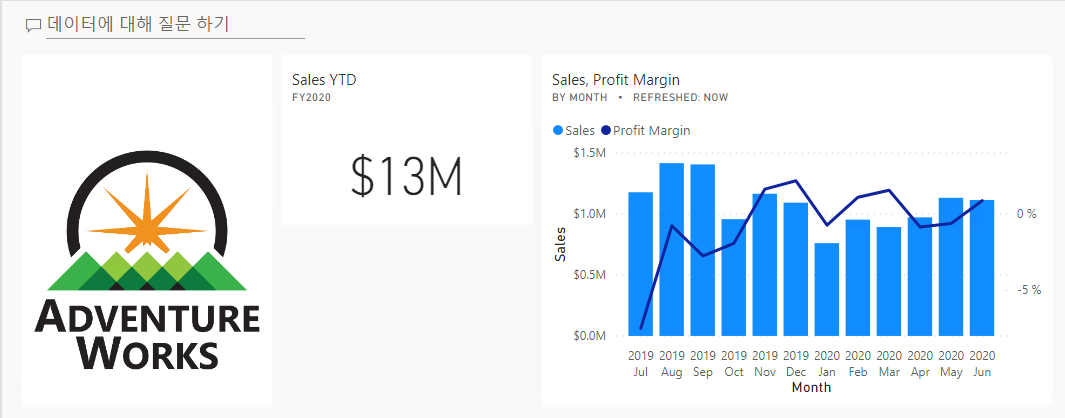 데이터에 대해 질문 하기
ADVENTURE
WORKS
Sales YTD
FY2020
$13M
Sales, Profit Margin
BY MONTH • REFRESHED: NOW
Sales Profit Margin
$1.5M
$1.0M
$0.5M
$0.0M
Sales
0 %
-5 %
2019 2019 2019 2019 2019 2019 2020 2020 2020 2020 2020 2020
Jul Aug Sep Oct Nov Dec Jan Feb Mar Apr May Jun
Month